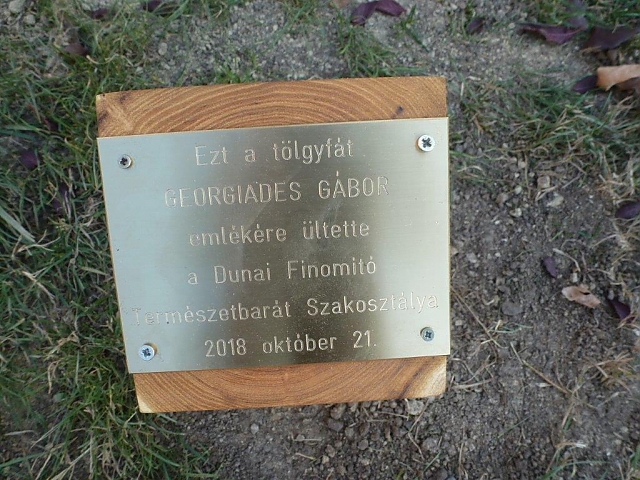 Ezt a tölgyfát
GEORGIADES GÁBOR
emlékére ültette
a Dunai Finomító
Természetbarát Szakosztálya
2018 október 21.